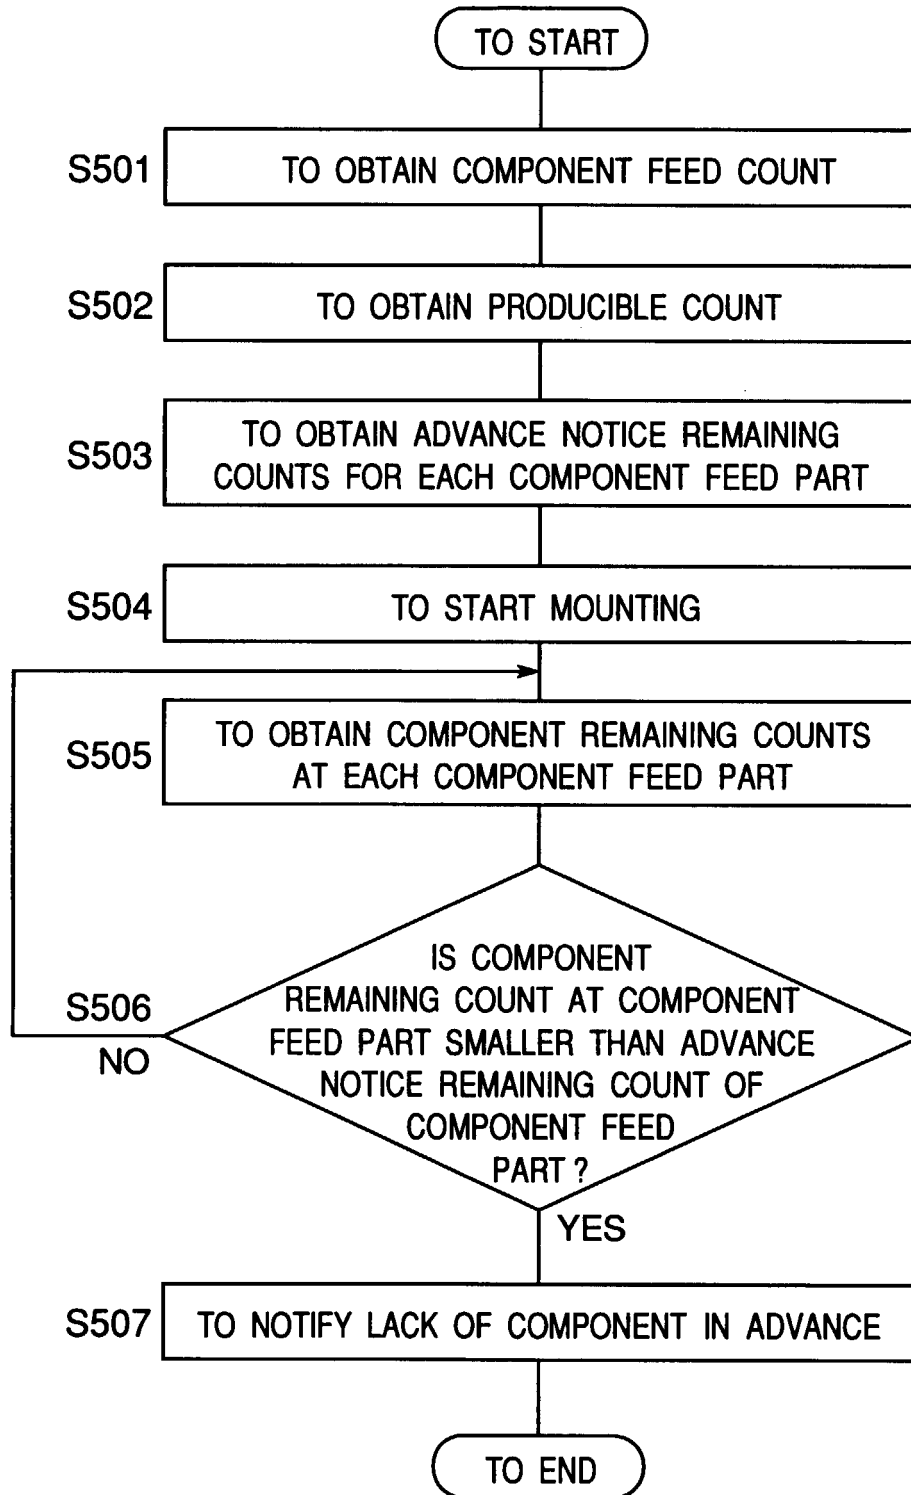 TO START
S501
TO OBTAIN COMPONENT FEED COUNT
S502
TO OBTAIN PRODUCIBLE COUNT
S503
TO OBTAIN ADVANCE NOTICE REMAINING
COUNTS FOR EACH COMPONENT FEED PART
S504
TO START MOUNTING
S505
TO OBTAIN COMPONENT REMAINING COUNTS
AT EACH COMPONENT FEED PART
S506
NO
IS COMPONENT
REMAINING COUNT AT COMPONENT
FEED PART SMALLER THAN ADVANCE
NOTICE REMAINING COUNT OF
COMPONENT FEED
PART ?
YES
S507
TO NOTIFY LACK OF COMPONENT IN ADVANCE
TO END